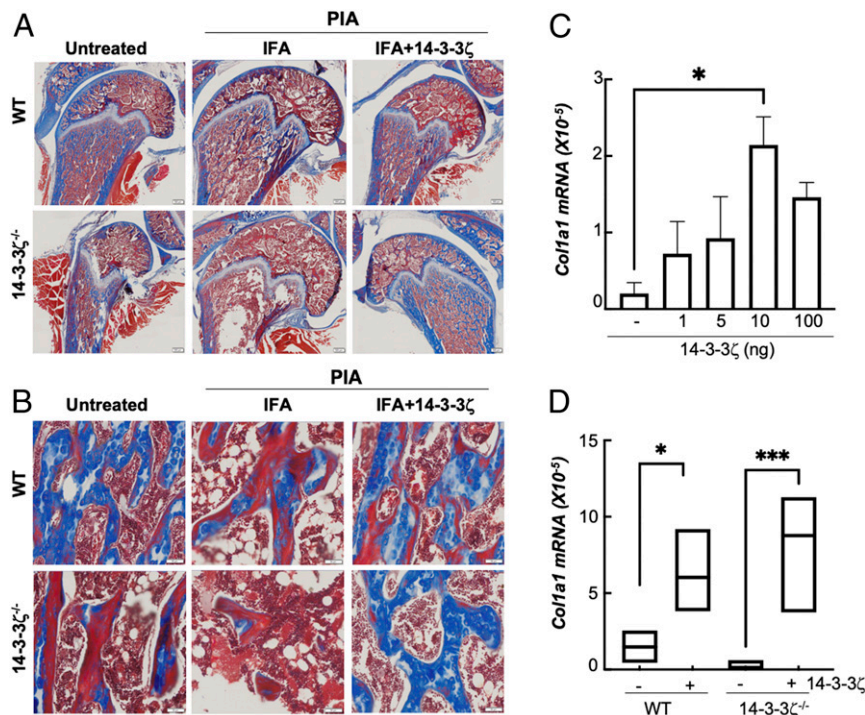 A
PIA
Untreated
IFA
IFA+14-3-3ζ
WT
14-3-3ζ-/-
B
PIA
Untreated
IFA
IFA+14-3-3ζ
WT
14-3-3ζ-/-
C
Col1a1 mRNA (X10-5)
3
2
1
0
*
- 1 5 10 100
14-3-3ζ (ng)
D
Col1a1 mRNA (X10-5)
15
10
5
0
* ***
- + - + 14-3-3ζ
WT 14-3-3ζ-/-